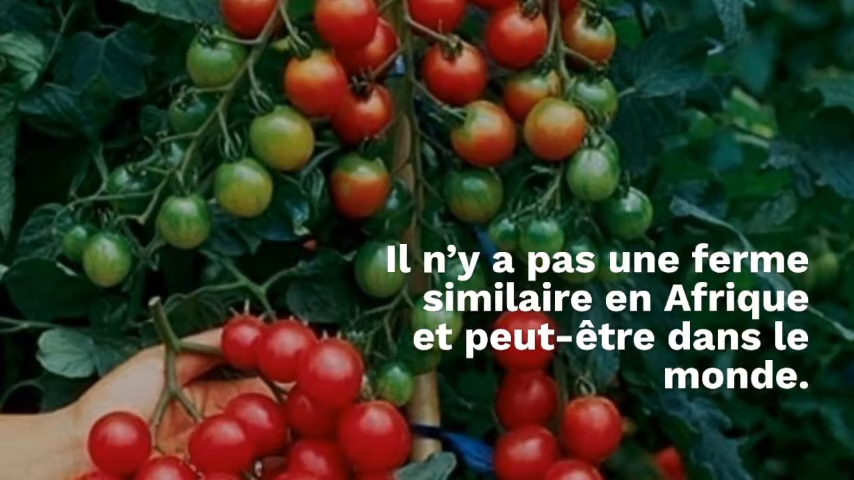 Il n’y a pas une ferme
similaire en Afrique
et peut-être dans le
monde.